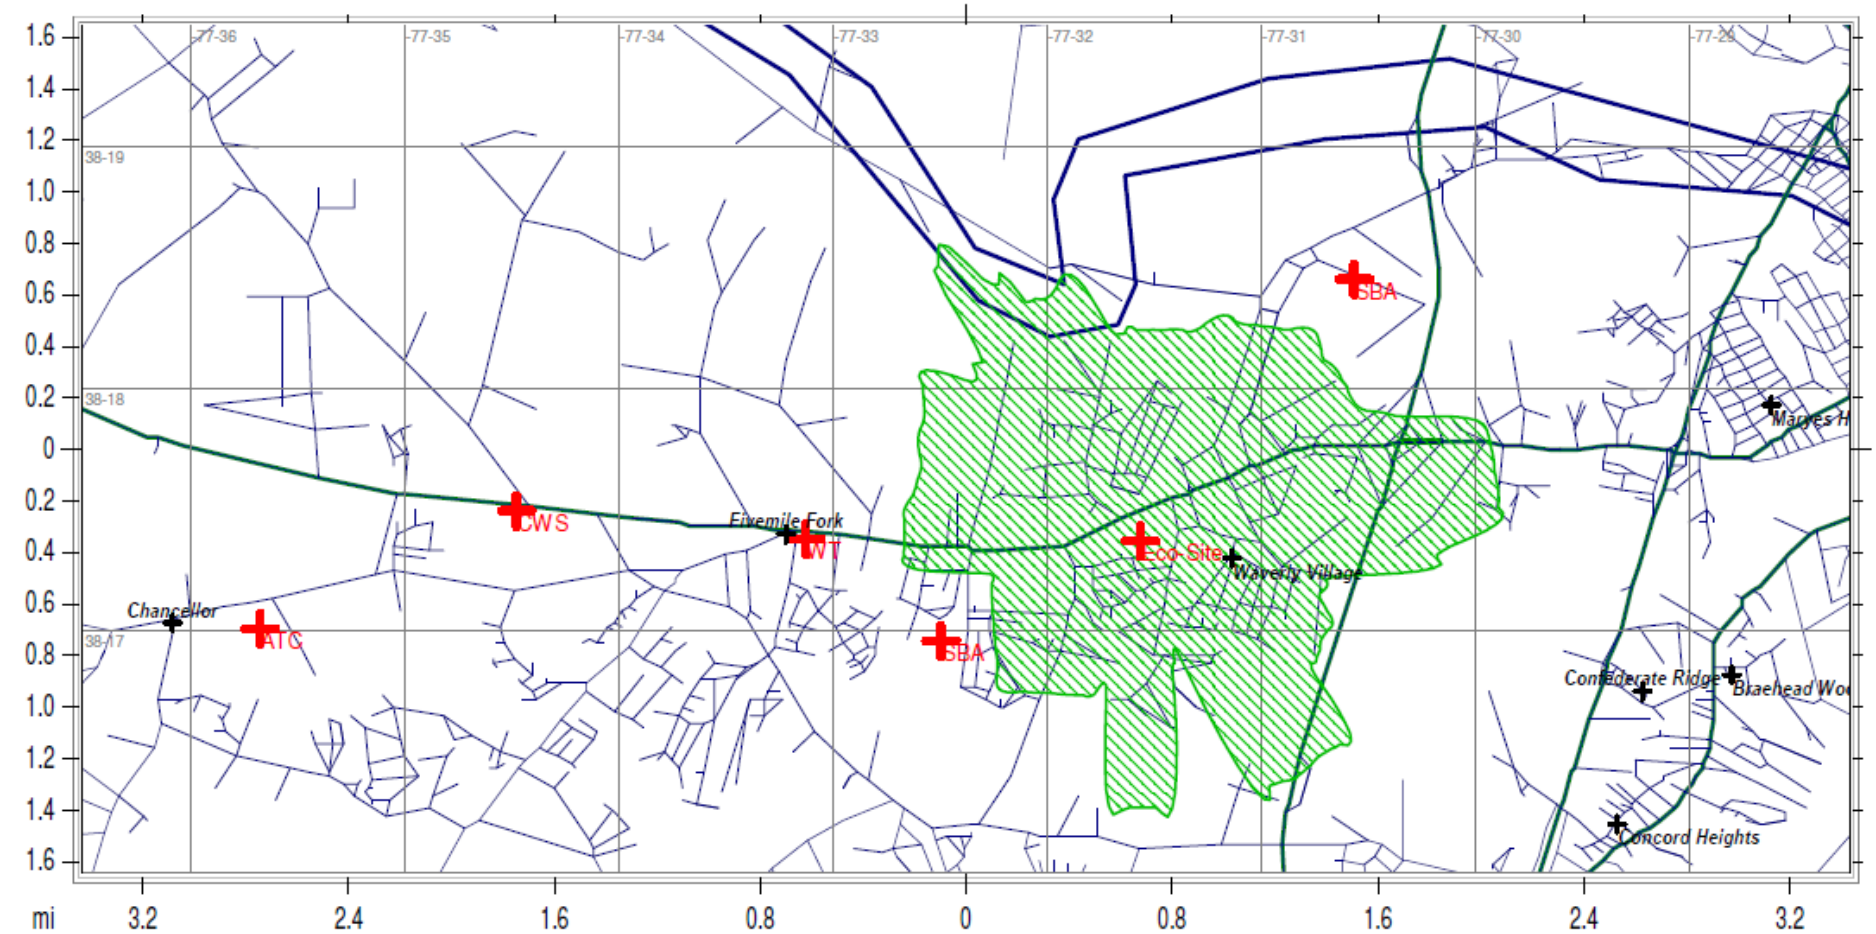 1.6
-77-36
-77-35
-77-34
-77-33
-77-32
-77-31
-77-30
-77-29
1.4
1.2
38-19
1.0
0.8
SBA
0.6
0.4
0.2
38-18
Maryes H
0
0.2
CWS
Fivemile Fork
WT
0.4
Eco-Site
Waverly Village
0.6
Chancellor
ATC
38-17
SBA
0.8
Confederate Ridge
Braehead Woo
1.0
1.2
1.4
Concord Heights
1.6
mi
3.2
2.4
1.6
0.8
0
0.8
1.6
2.4
3.2